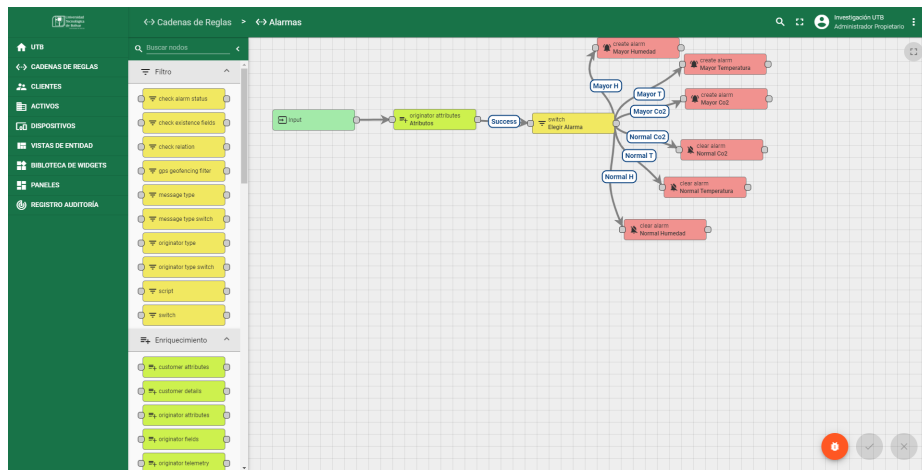 Universidad
Tecnológica
de Bolívar
Cadenas de Reglas > Alarmas
Investigación UTB
Administrador Propietario
UTB
CADENAS DE REGLAS
CLIENTES
ACTIVOS
DISPOSITIVOS
VISTAS DE ENTIDAD
BIBLIOTECA DE WIDGETS
PANELES
REGISTRO AUDITORÍA
Buscar nodos
Filtro
check alarm status
check existence fields
check relation
gps geofencing filter
message type
message type switch
originator type
originator type switch
script
switch
Enriquecimiento
customer attributes
customer details
originator attributes
originator fields
originator telemetry
Input
originator attributes
Atributos
Success
switch
Elegir Alarma
Mayor H
Mayor T
Mayor Co2
Normal Co2
Normal T
Normal H
create alarm
Mayor Humedad
create alarm
Mayor Temperatura
create alarm
Mayor Co2
clear alarm
Normal Co2
clear alarm
Normal Temperatura
clear alarm
Normal Humedad